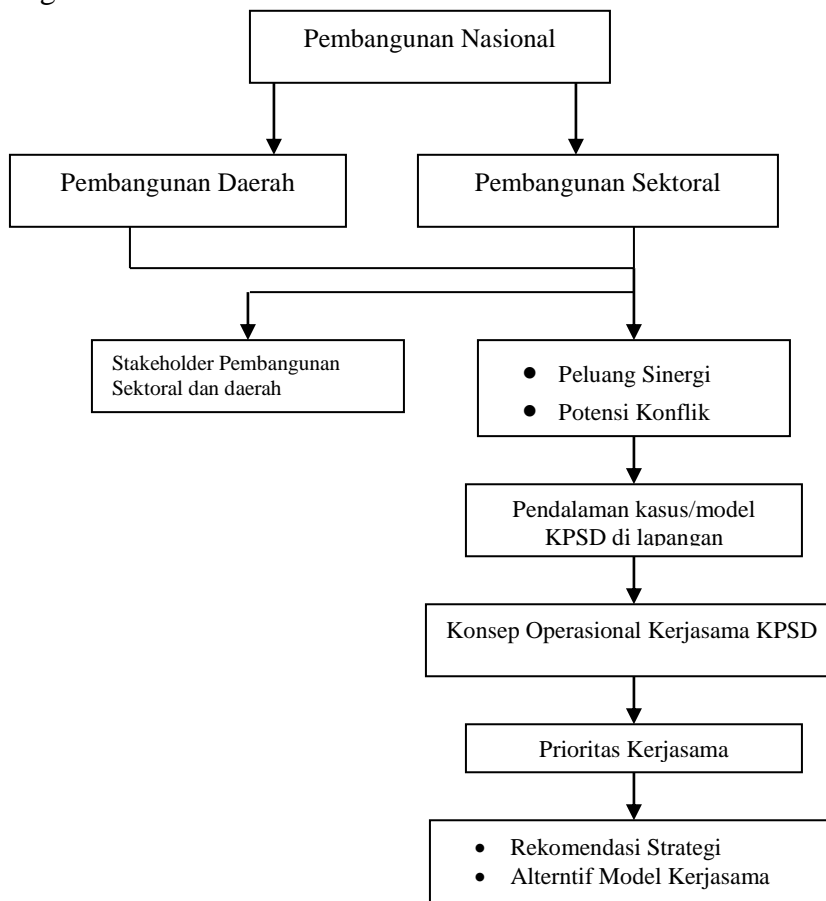 Pembangunan Nasional
Pembangunan Daerah
Pembangunan Sektoral
Stakeholder Pembangunan
Sektoral dan daerah
• Peluang Sinergi
• Potensi Konflik
Pendalaman kasus/model
KPSD di lapangan
Konsep Operasional Kerjasama KPSD
Prioritas Kerjasama
• Rekomendasi Strategi
• Alterntif Model Kerjasama